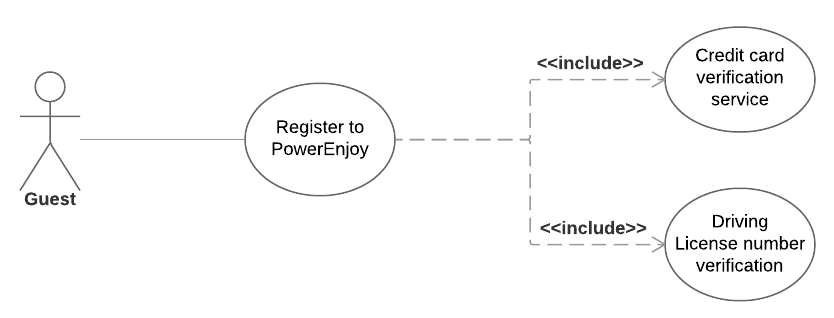 <<include>>
Credit card
verification
service
Register to
PowerEnjoy
Guest
<<include>>
Driving
License number
verification